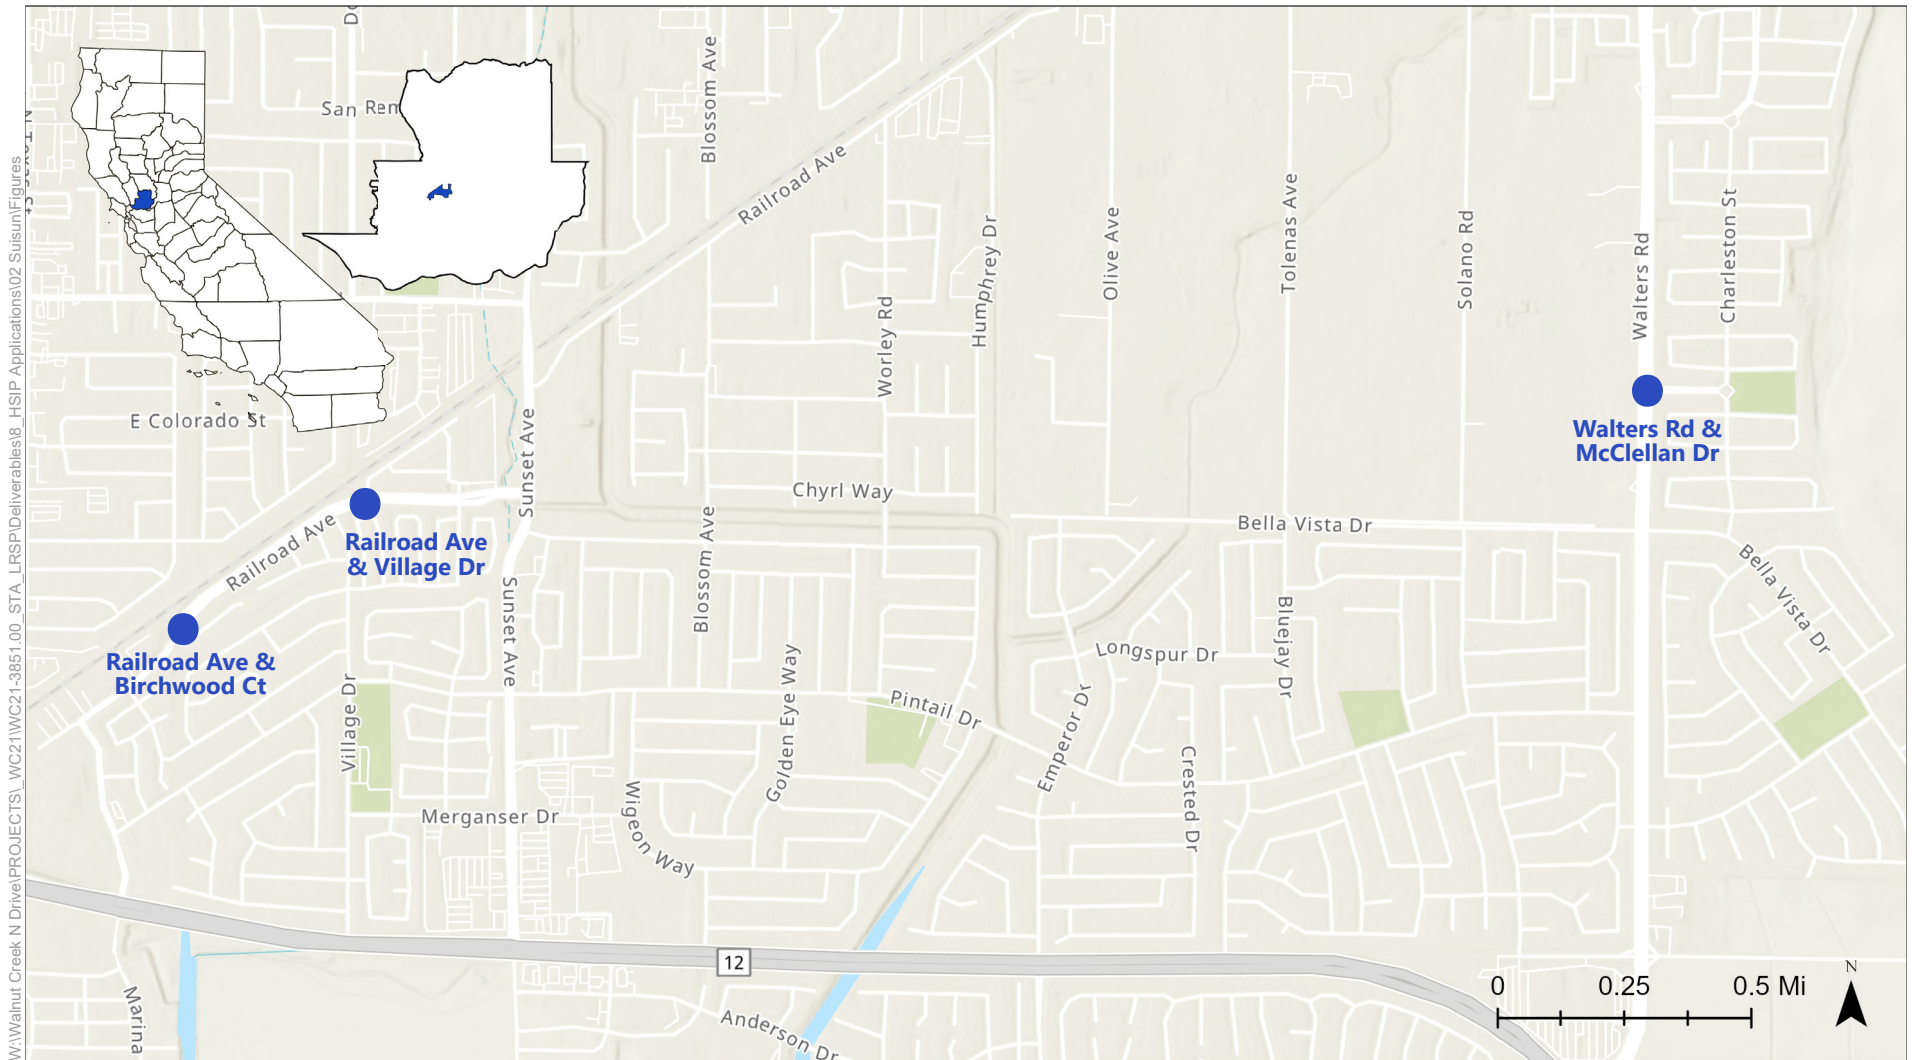 Do
San Rem
N Texas St
Blossom Ave
Railroad Ave
Humphrey Dr
Worley Rd
Olive Ave
Tolenas Ave
Solano Rd
Walters Rd
Charleston St
E Colorado St
Sunset Ave
Walters Rd &
McClellan Dr
Chyrl Way
Bella Vista Dr
Railroad Ave
Railroad Ave
& Village Dr
Blossom Ave
Bella Vista Dr
Sunset Ave
Railroad Ave &
Birchwood Ct
Longspur Dr
Bluejay Dr
Village Dr
Golden Eye Way
Pintail Dr
Emperor Dr
Crested Dr
Merganser Dr
Wigeon Way
12
Marina
Anderson Dr
0 0.25 0.5 Mi
N
W:\Walnut Creek N Drive\PROJECTS\_WC21\WC21-3851.00_STA_LRSP\Deliverables\8_HSIP Applications\02 Suisun\Figures